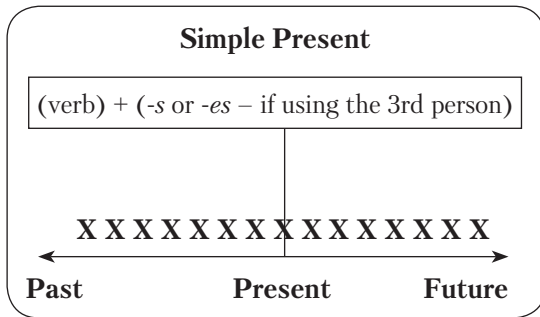 Simple Present
(verb) + (-s or -es – if using the 3rd person)
X X X X X X X X X X X X X X X
Past Present Future